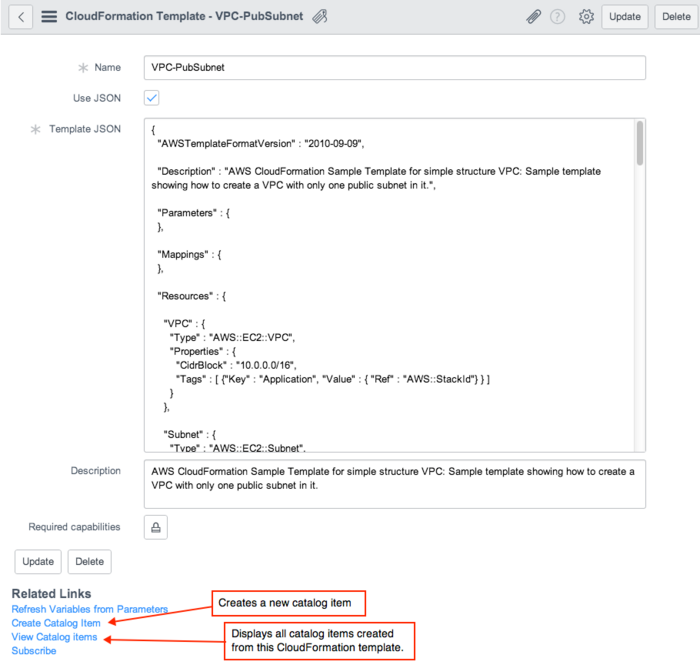 CloudFormation Template - VPC-PubSubnet
Update
Delete
Name
VPC-PubSubnet
Use JSON
Template JSON
{
"AWSTemplateFormatVersion" : "2010-09-09",
"Description" : "AWS CloudFormation Sample Template for simple structure VPC: Sample template
showing how to create a VPC with only one public subnet in it.",
"Parameters" : {
},
"Mappings" : {
},
"Resources" : {
"VPC" : {
"Type" : "AWS::EC2::VPC",
"Properties" : {
"CidrBlock" : "10.0.0.0/16",
"Tags" : [ {"Key" : "Application", "Value" : { "Ref" : "AWS::StackId"} } ]
}
},
"Subnet" : {
"Type" : "AWS::EC2::Subnet",
Description
AWS CloudFormation Sample Template for simple structure VPC: Sample template showing how to create a
VPC with only one public subnet in it.
Required capabilities
Update
Delete
Related Links
Refresh Variables from Parameters
Create Catalog Item
View Catalog items
Subscribe
Creates a new catalog item
Displays all catalog items created
from this CloudFormation template.